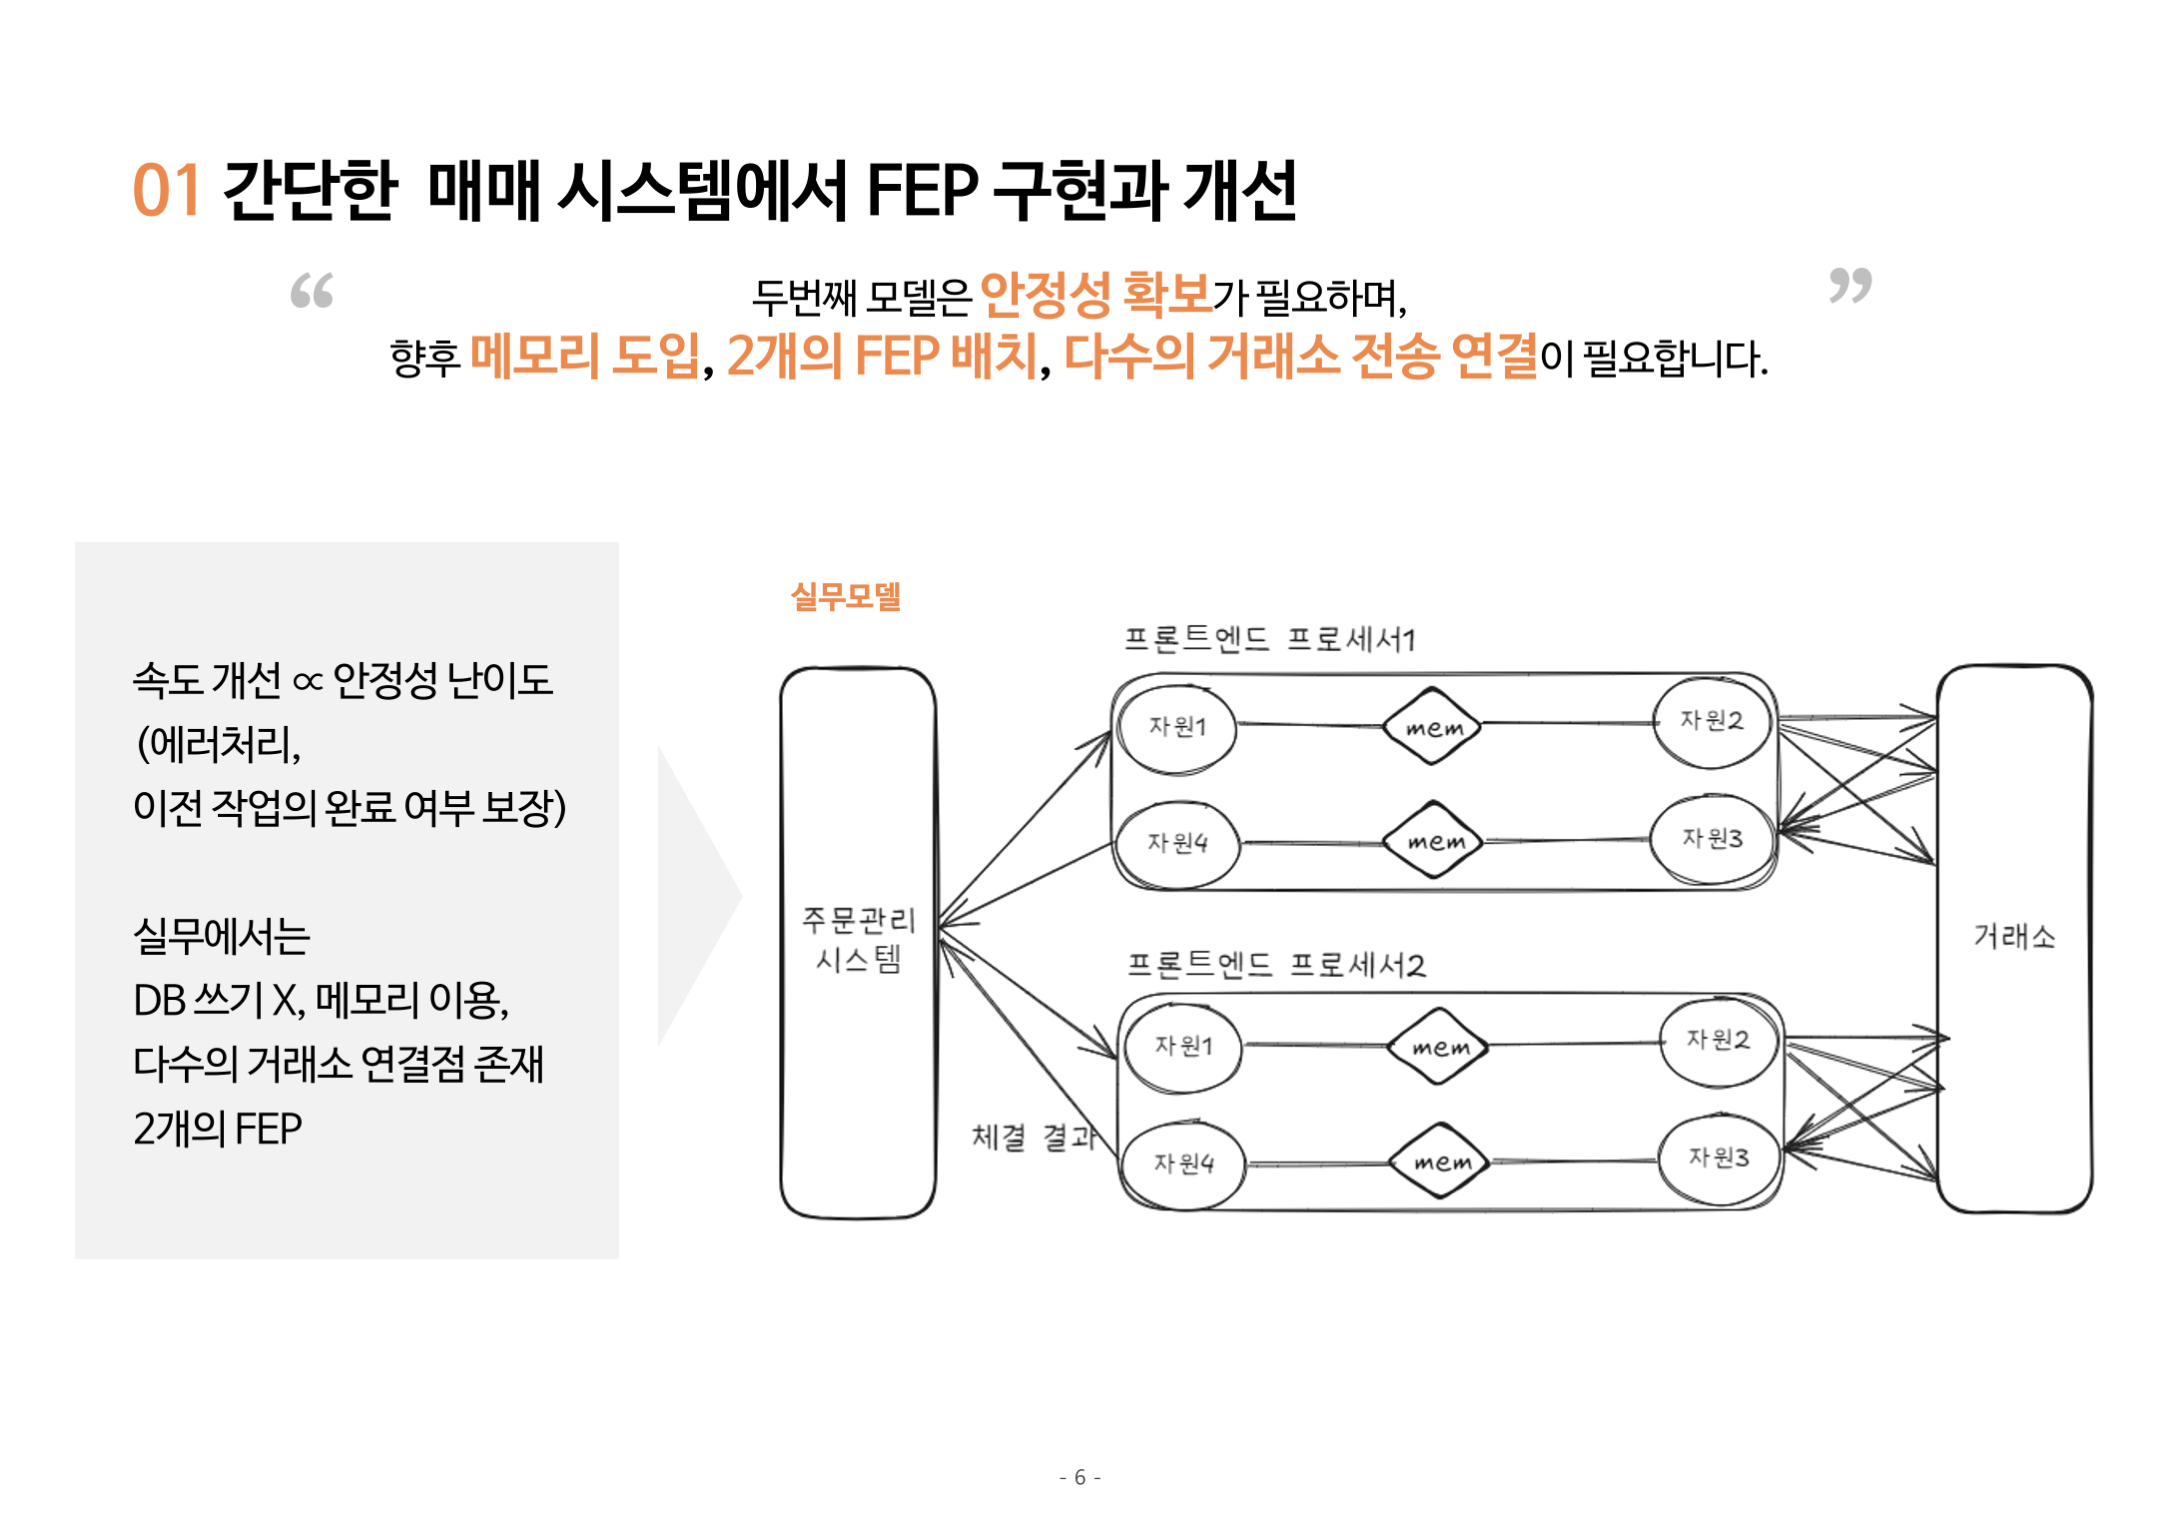 01 간단한 매매 시스템에서 FEP 구현과 개선
“
두번째 모델은 안정성 확보가 필요하며,
”
향후 메모리 도입, 2개의 FEP 배치, 다수의 거래소 전송 연결이 필요합니다.
속도 개선 ∝ 안정성 난이도
(에러처리,
이전 작업의 완료 여부 보장)
실무에서는
DB 쓰기 X, 메모리 이용,
다수의 거래소 연결점 존재
2개의 FEP
실무모델
프론트엔드 프로세서1
자원1
mem
자원2
자원4
mem
자원3
주문관리
시스템
거래소
프론트엔드 프로세서2
자원1
mem
자원2
체결 결과
자원4
mem
자원3
- 6 -